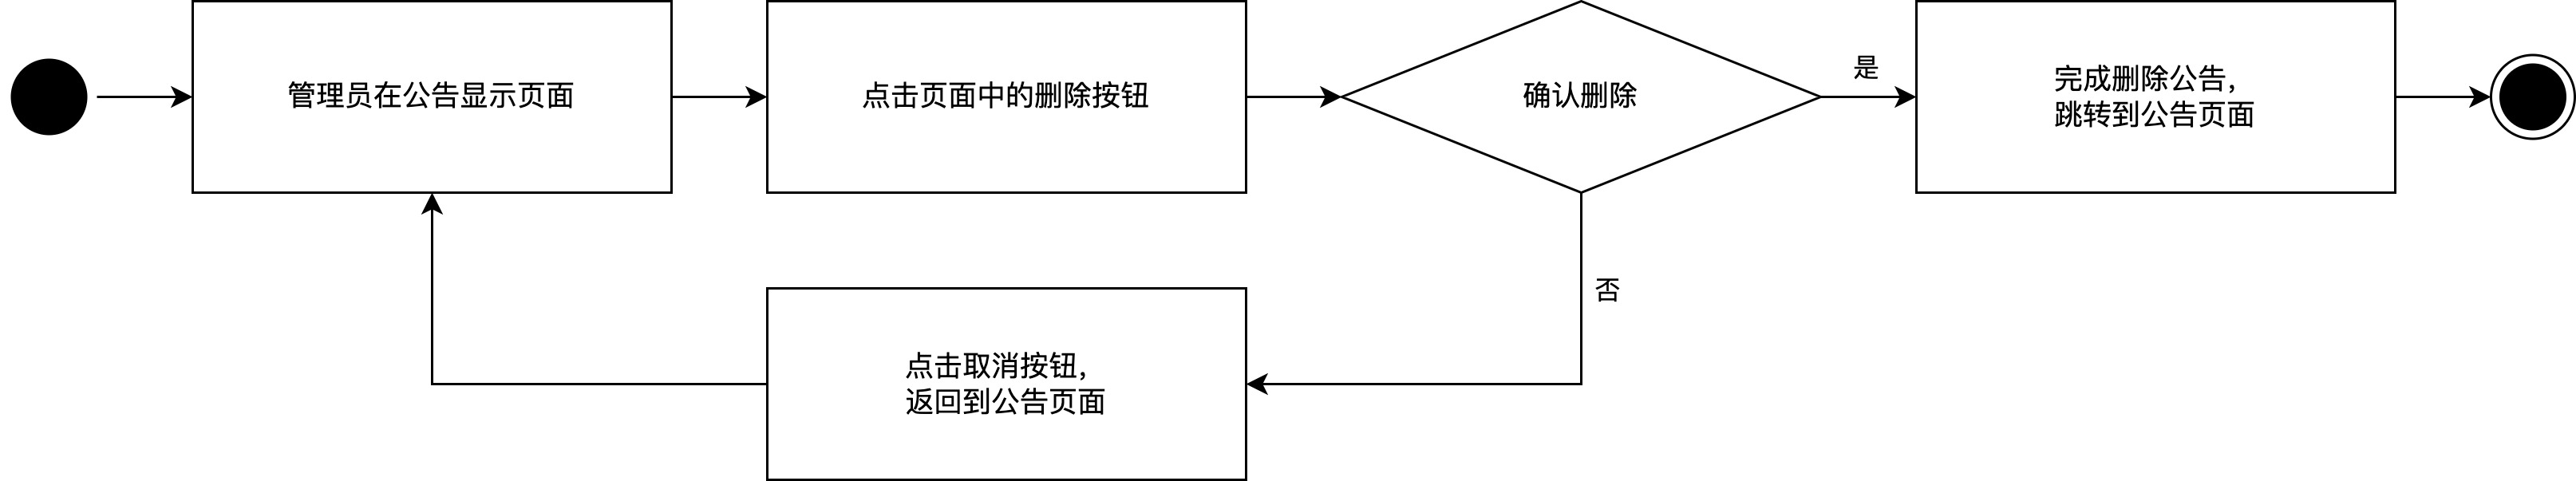 管理员在公告显示页面
点击页面中的删除按钮
确认删除
是
完成删除公告，
跳转到公告页面
否
点击取消按钮，
返回到公告页面